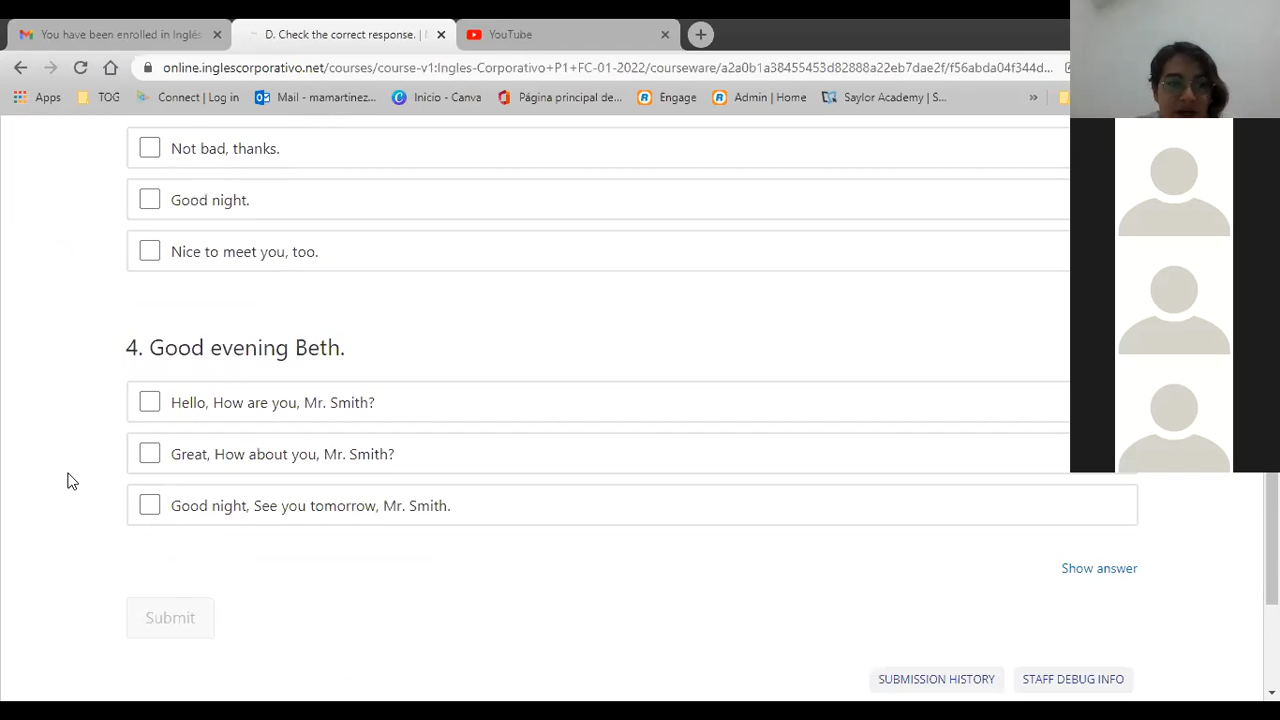 You have been enrolled in Inglés
D. Check the correct response. |
YouTube
online.inglescorporativo.net/courses/course-v1:Ingles-Corporativo+P1+FC-01-2022/courseware/a2a0b1a38455453d82888a22eb7dae2f/f56abda04f344d...
Apps
TOG
Connect | Log in
Mail - mamartinez...
Inicio - Canva
Página principal de...
Engage
Admin | Home
Saylor Academy | S...
»
Not bad, thanks.
Good night.
Nice to meet you, too.
4. Good evening Beth.
Hello, How are you, Mr. Smith?
Great, How about you, Mr. Smith?
Good night, See you tomorrow, Mr. Smith.
Show answer
Submit
SUBMISSION HISTORY
STAFF DEBUG INFO